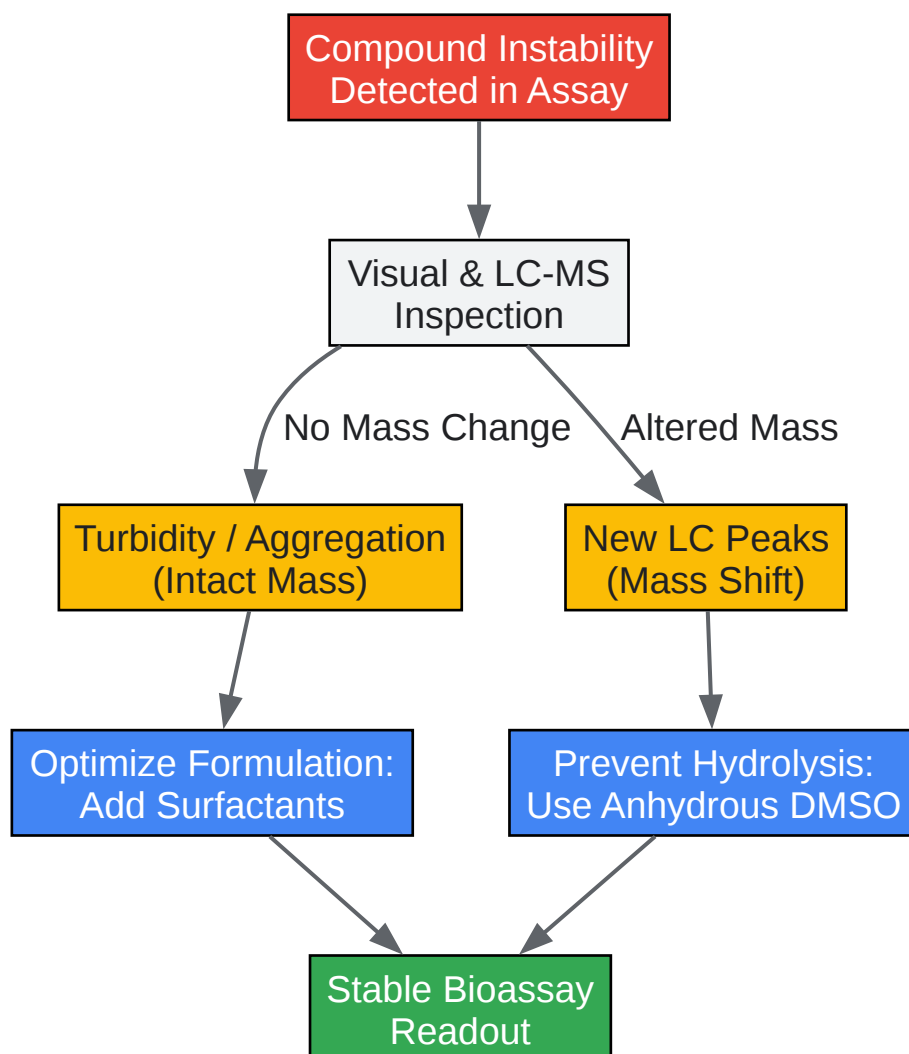 Compound Instability
Detected in Assay
Visual & LC-MS
Inspection
No Mass Change
Altered Mass
Turbidity / Aggregation
(Intact Mass)
New LC Peaks
(Mass Shift)
Optimize Formulation:
Add Surfactants
Prevent Hydrolysis:
Use Anhydrous DMSO
Stable Bioassay
Readout